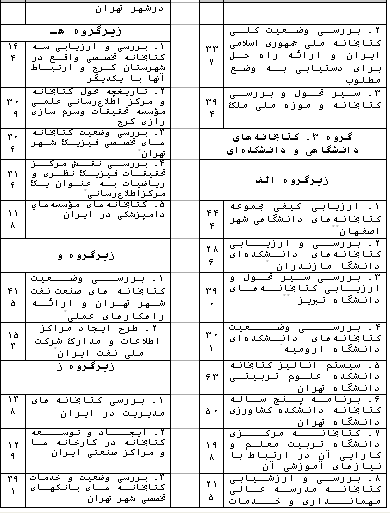 ۲. بررسی وضعیت کلی
کتابخانه ملی جمهوری اسلامی
ایران و ارائه راه حل
برای دستیابی به وضع
مطلوب
۳۳
۷
۳. سیر تحول و بررسی
کتابخانه و موزه ملی ملک
۳۹
۴
گروه ۳. کتابخانه‌های
دانشگاهی و دانشکده‌ای
زیرگروه الف
۱. ارزیابی کیفی مجموعه
کتابخانه‌های دانشگاهی شهر
اصفهان
۴۴
۴
۲. بررسی و ارزیابی
کتابخانه‌های دانشکده‌ای
دانشگاه مازندران
۲۸
۶
۳. بررسی سیر تحول و
ارزیابی کتابخانه‌های
دانشگاه تبریز
۳۹
۰
۴. بررسی وضعیت
کتابخانه‌های دانشکده‌ای
دانشگاه ارومیه
۳۰
۱
۵. سیستم آنالیز کتابخانه
دانشکده علوم تربیتی
دانشگاه تهران
۶۳
۶. برنامه پنج ساله
کتابخانه دانشکده کشاورزی
دانشگاه تهران
۵۰
۷. کتابخانه مرکزی
دانشگاه تربیت معلم و
کارایی آن در ارتباط با
نیازهای آموزشی آن
۱۹
۸
۸. بررسی و ارزشیابی
کتابخانه مدرسه عالی
مهمانداری و خدمات
۲۱
۵
درشهر تهران
زیرگروه هـ
۱. بررسی و ارزیابی سه
کتابخانه تخصصی واقع در
شهرستان کرج و ارتباط
آنها با یکدیگر
۱۴
۴
۲. تاریخچه تحول کتابخانه
و مرکز اطلاع‌رسانی علمی
مؤسسه تحقیقات وسرم سازی
رازی کرج
۳۰
۹
۳. بررسی وضعیت کتابخانه
های تخصصی فیزیک شهر
تهران
۳۰
۴
۴. بررسی نقش مرکز
تحقیقات فیزیک نظری و
ریاضیات به عنوان یک
مرکزاطلاع‌رسانی
۳۱
۴
۵. کتابخانه های مؤسسه‌های
دامپزشکی در ایران
۱۱
۸
زیرگروه و
۱. بررسی وضعیت
کتابخانه های صنعت نفت
شهر تهران و ارائه
راهکارهای عملی
۴۱
۵
۲. طرح ایجاد مراکز
اطلاعات و مدارک شرکت
ملی نفت ایران
۱۵
۳
زیرگروه ز
۱. بررسی کتابخانه های
مدیریت در ایران
۱۳
۸
۲. ایجاد و توسعه
کتابخانه در کارخانه ها
و مراکز صنعتی ایران
۱۲
۹
۳. بررسی وضعیت و خدمات
کتابخانه های بانکهای
تخصصی شهر تهران
۳۹
۱